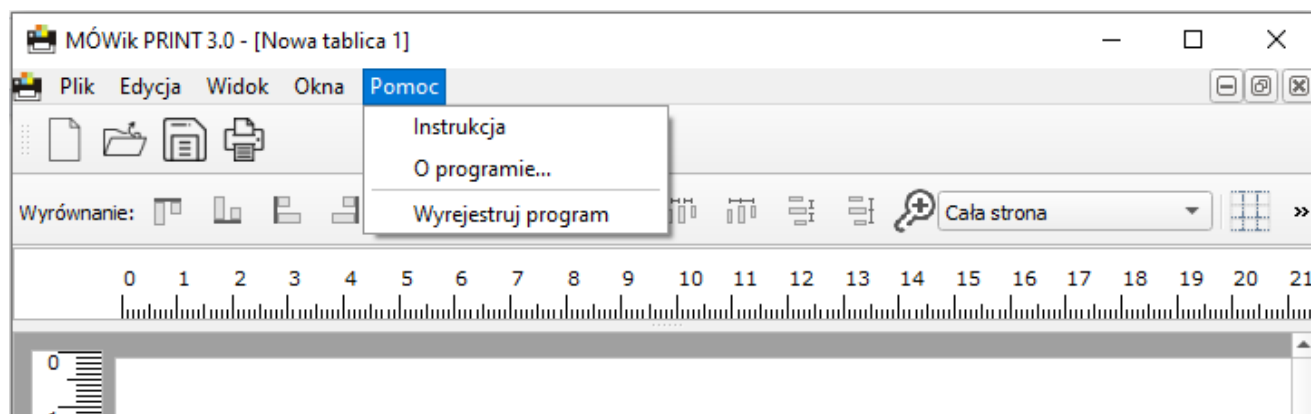 MÓWik PRINT 3.0 - [Nowa tablica 1]
Plik Edycja Widok Okna Pomoc
Instrukcja
O programie...
Wyrejestruj program
Wyrównanie:
Cała strona
»
0 1 2 3 4 5 6 7 8 9 10 11 12 13 14 15 16 17 18 19 20 21
0